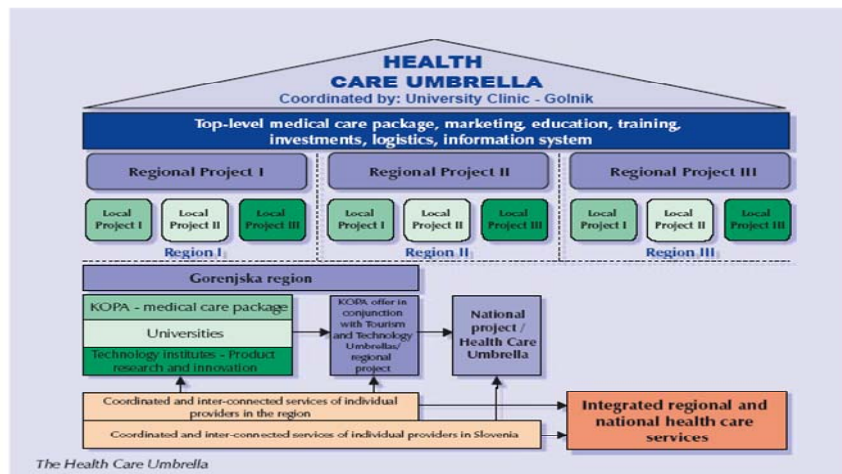 HEALTH
CARE UMBRELLA
Coordinated by: University Clinic - Golnik
Top-level medical care package, marketing, education, training,
investments, logistics, information system
Regional Project I
Regional Project II
Regional Project III
Local
Project I
Local
Project II
Local
Project III
Local
Project I
Local
Project II
Local
Project III
Local
Project I
Local
Project II
Local
Project III
Region I
Region II
Region III
Gorenjska region
KOPA - medical care package
Universities
Technology institutes - Product
research and innovation
KOPA offer in
conjunction with Tourism
and Technology
Umbrellas/
regional project
National
project /
Health Care
Umbrella
Coordinated and inter-connected services of individual
providers in the region
Coordinated and inter-connected services of individual providers in Slovenia
Integrated regional and
national health care
services
The Health Care Umbrella